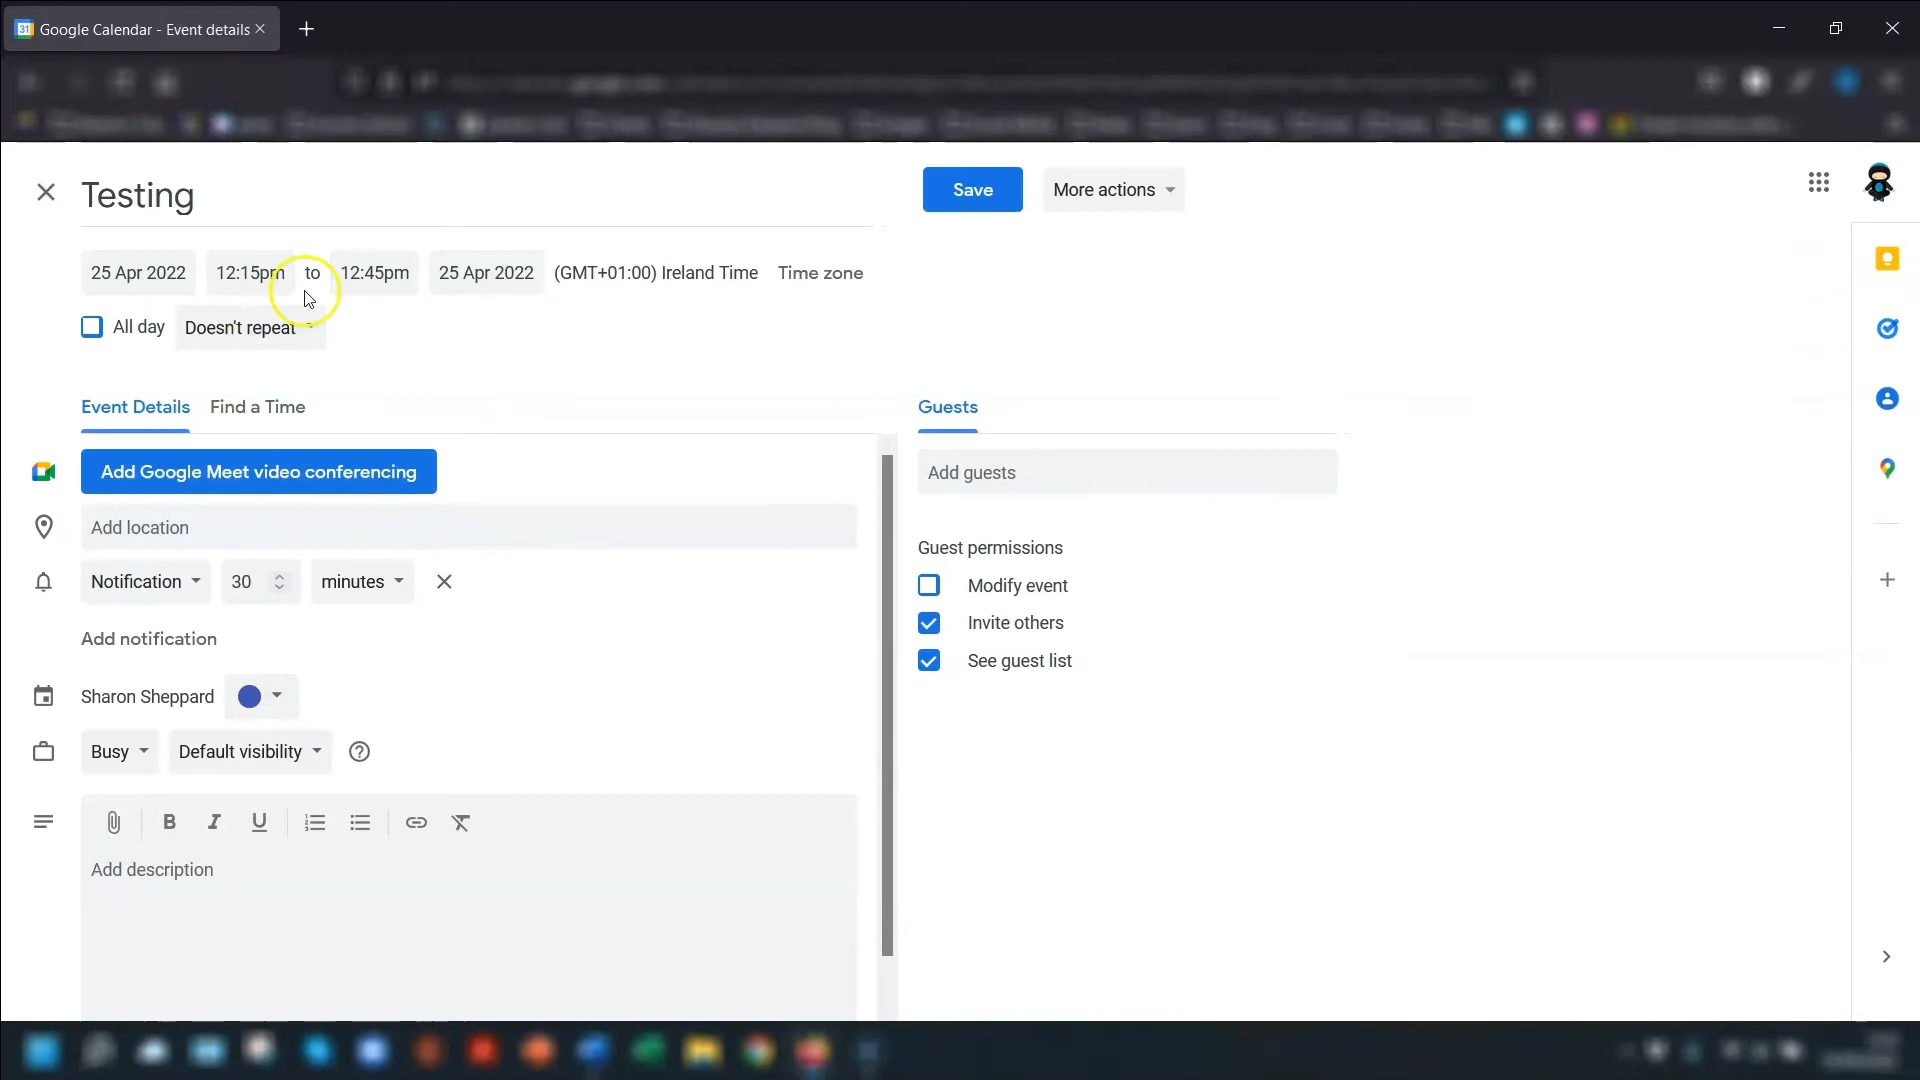 Google Calendar - Event details
Testing
Save
More actions
25 Apr 2022 12:15pm to 12:45pm 25 Apr 2022 (GMT+01:00) Ireland Time Time zone
All day Doesn't repeat
Event Details Find a Time
Guests
Add Google Meet video conferencing
Add guests
Add location
Guest permissions
Notification 30 minutes
Modify event
Invite others
Add notification
See guest list
Sharon Sheppard
Busy Default visibility
B I U
Add description